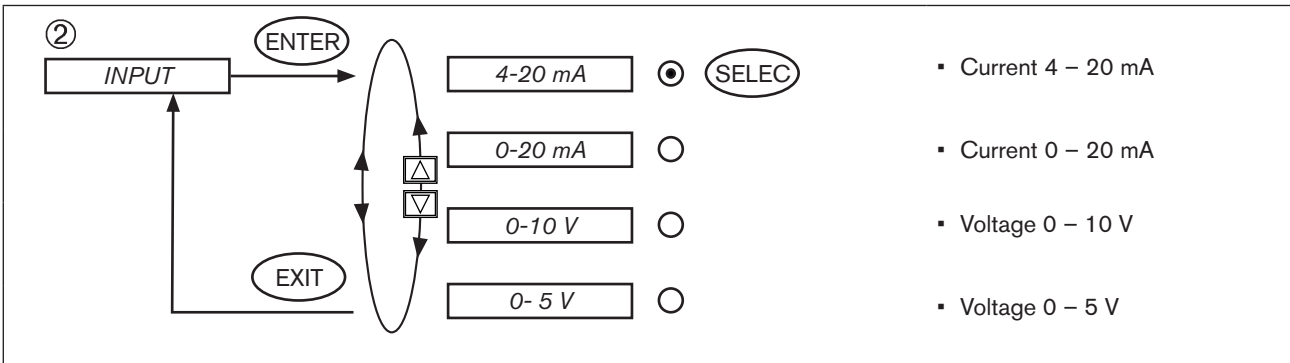 ②
ENTER
INPUT
4-20 mA
SELEC
▪ Current 4 – 20 mA
0-20 mA
▪ Current 0 – 20 mA
0-10 V
▪ Voltage 0 – 10 V
EXIT
0- 5 V
▪ Voltage 0 – 5 V